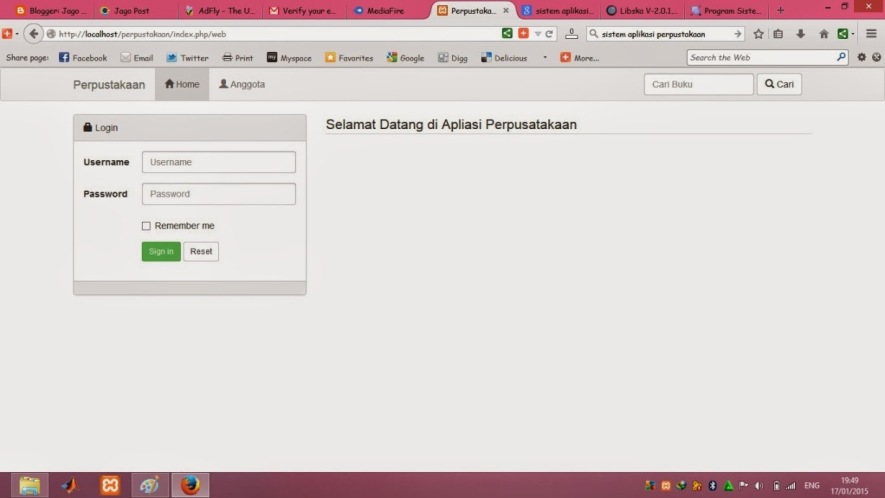 Blogger: Jago ...
Jago Post
AdFly - The U...
Verify your e...
MediaFire
Perpustaka...
sistem aplikasi...
Libska V-2.0.1...
Program Siste...
http://localhost/perpustakaan/index.php/web
sistem aplikasi perpustakaan
Share page: Facebook Email Twitter Print Myspace Favorites Google Digg Delicious More...
Search the Web
Perpustakaan Home Anggota
Cari Buku Cari
Login
Selamat Datang di Apliasi Perpusatakaan
Username Username
Password Password
Remember me
Sign in Reset
ENG
19:49
17/01/2015